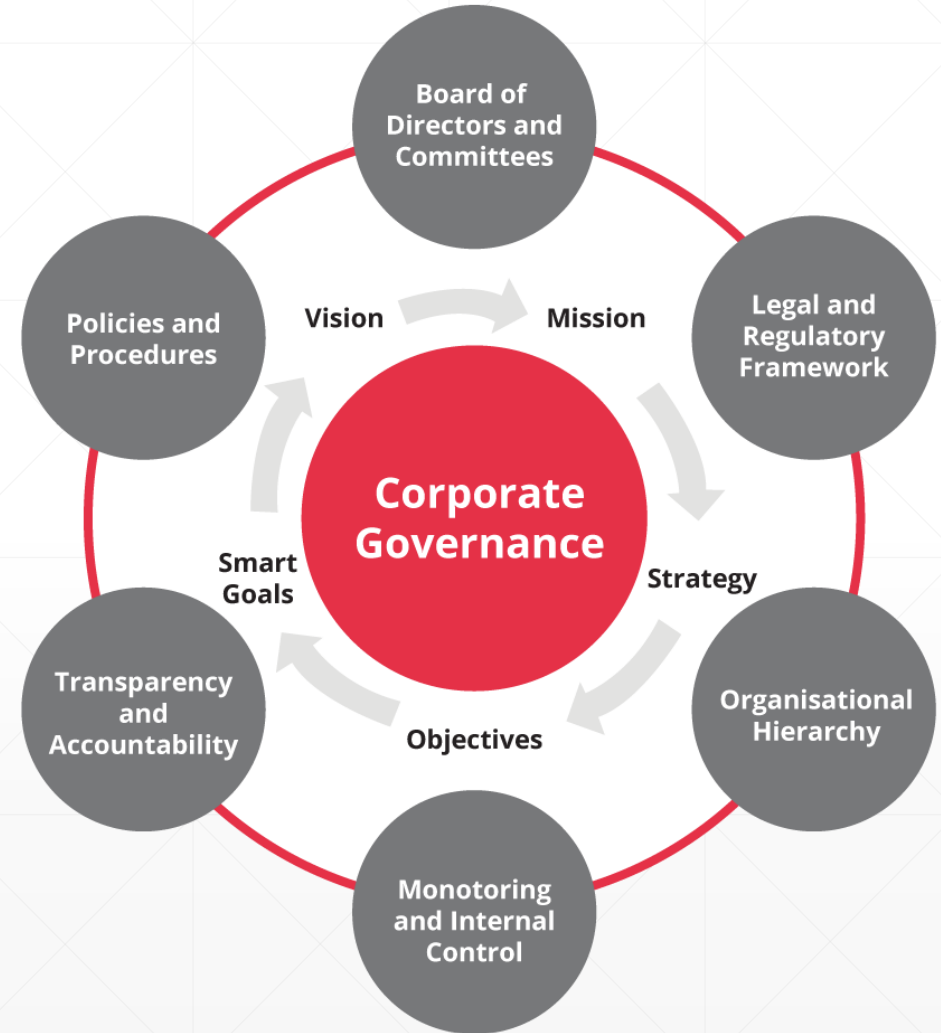 Board of
Directors and
Committees
Legal and
Regulatory
Framework
Policies and
Procedures
Vision
Mission
Corporate
Governance
Smart
Goals
Strategy
Transparency
and
Accountability
Organisational
Hierarchy
Objectives
Monotoring
and Internal
Control